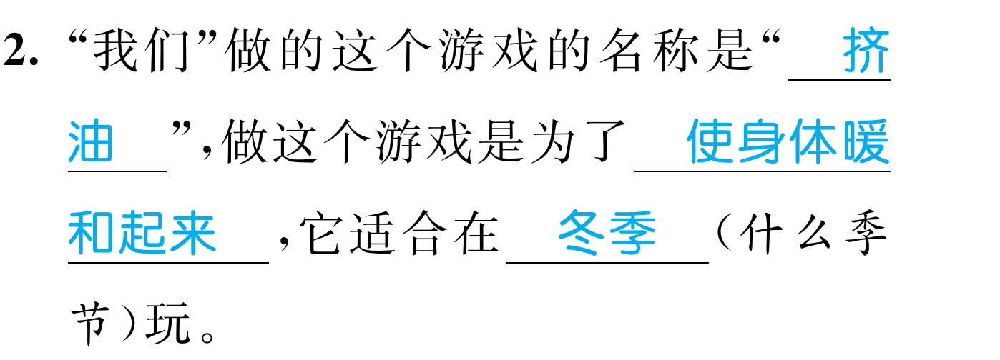 2. “我们”做的这个游戏的名称是“ 挤
油 ”,做这个游戏是为了 使身体暖
和起来 ,它适合在 冬季 (什么季
节)玩。